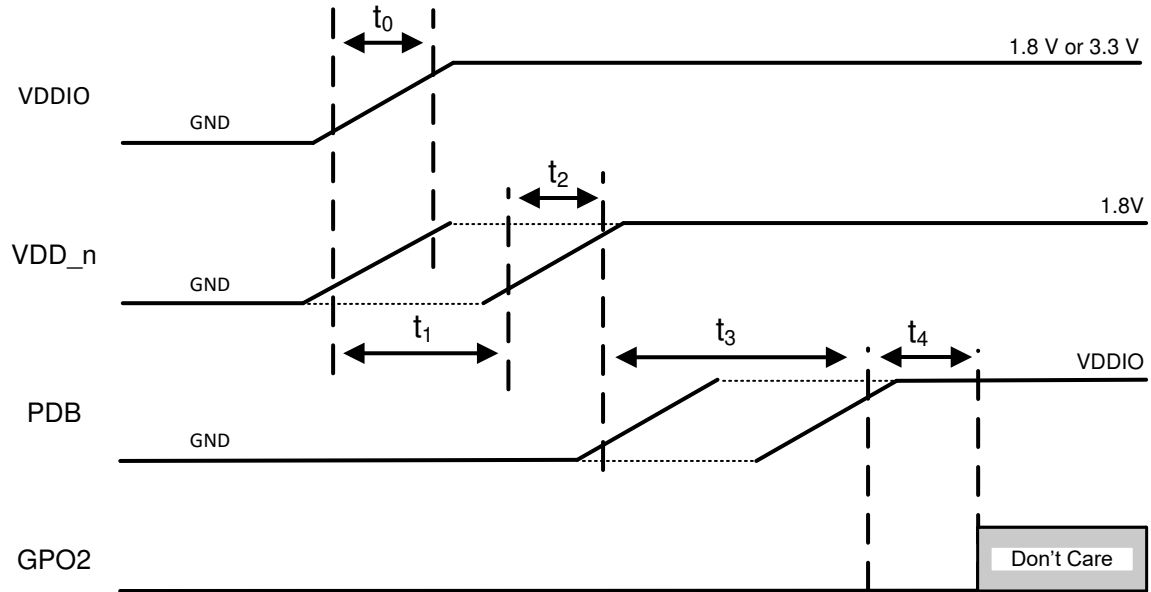 t0
1.8 V or 3.3 V
VDDIO
GND
t2
1.8V
VDD_n
GND
t1
t3
t4
VDDIO
PDB
GND
GPO2
Don't Care